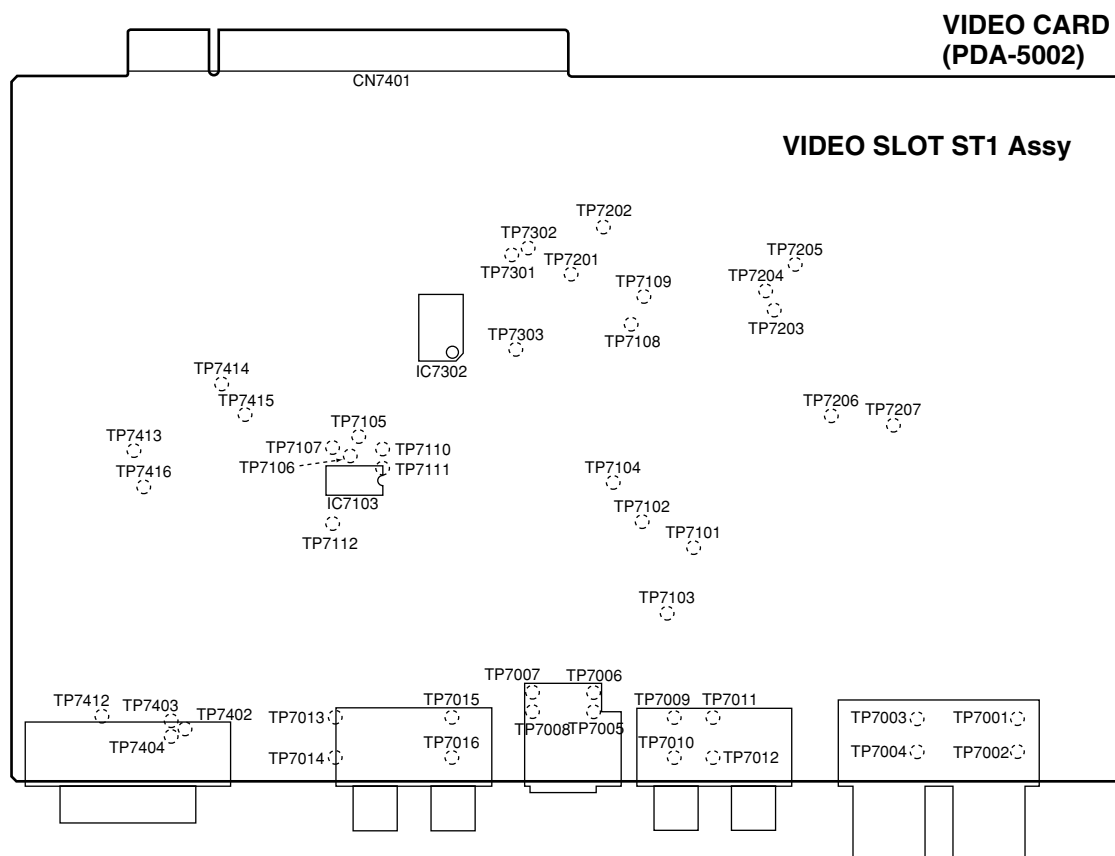 VIDEO CARD
(PDA-5002)
CN7401
VIDEO SLOT ST1 Assy
TP7202
TP7302
TP7201
TP7301
TP7205
TP7204
TP7109
TP7203
TP7303
TP7108
IC7302
TP7414
TP7415
TP7206
TP7207
TP7105
TP7413
TP7107
TP7110
TP7106
TP7111
TP7416
TP7104
IC7103
TP7102
TP7112
TP7101
TP7103
TP7007
TP7006
TP7412
TP7403
TP7402
TP7404
TP7013
TP7015
TP7014
TP7016
TP7008
TP7005
TP7009
TP7011
TP7010
TP7012
TP7003
TP7001
TP7004
TP7002